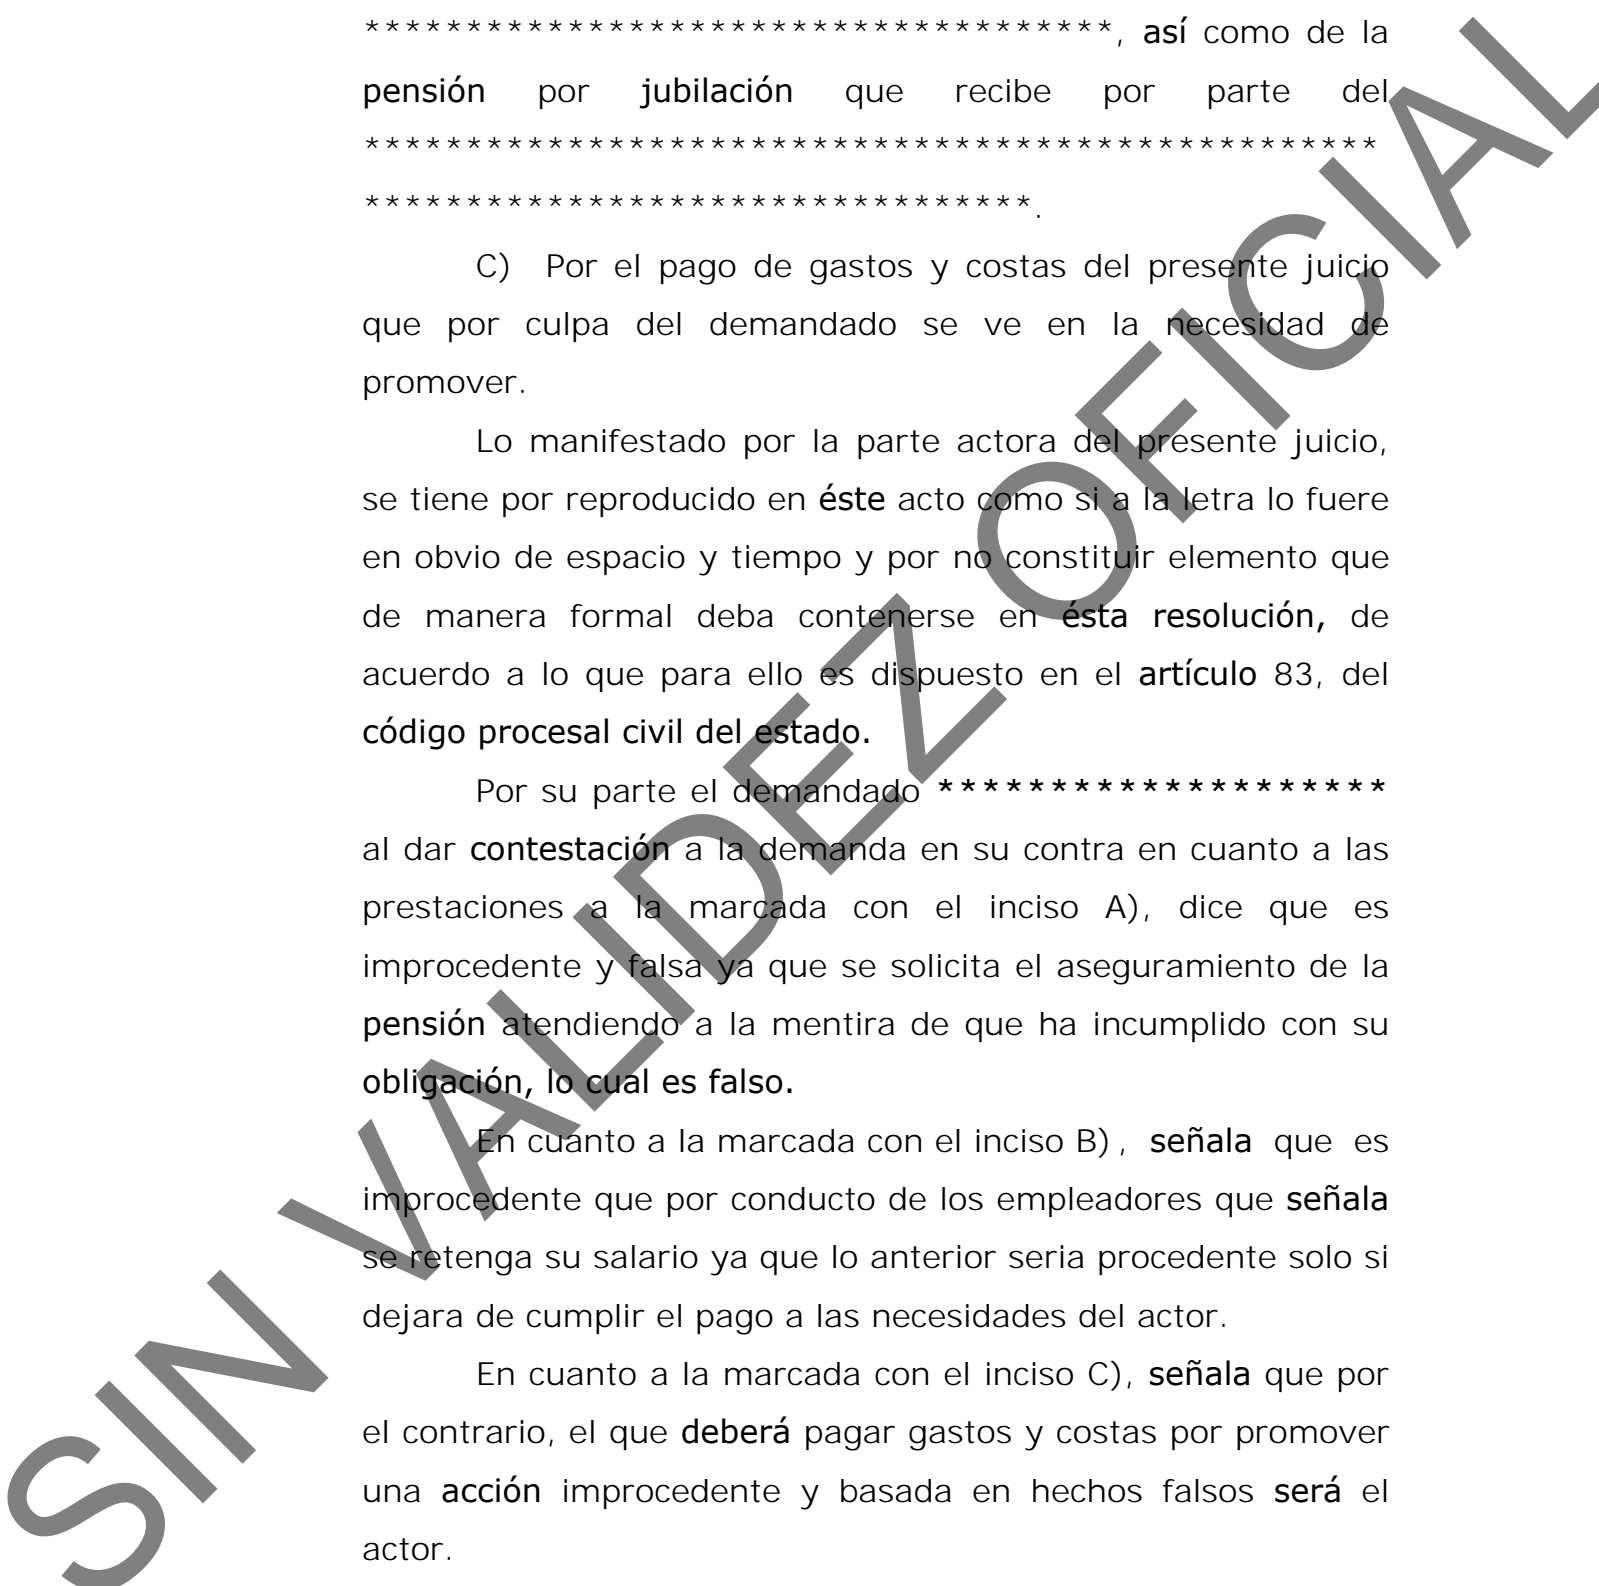 *************************************, así como de la
pensión por jubilación que recibe por parte del
**************************************************
*********************************.
C) Por el pago de gastos y costas del presente juicio
que por culpa del demandado se ve en la necesidad de
promover.
Lo manifestado por la parte actora del presente juicio,
se tiene por reproducido en éste acto como si a la letra lo fuere
en obvio de espacio y tiempo y por no constituir elemento que
de manera formal deba contenerse en ésta resolución, de
acuerdo a lo que para ello es dispuesto en el artículo 83, del
código procesal civil del estado.
Por su parte el demandado ********************
al dar contestación a la demanda en su contra en cuanto a las
prestaciones a la marcada con el inciso A), dice que es
improcedente y falsa ya que se solicita el aseguramiento de la
pensión atendiendo a la mentira de que ha incumplido con su
obligación, lo cual es falso.
En cuanto a la marcada con el inciso B), señala que es
improcedente que por conducto de los empleadores que señala
se retenga su salario ya que lo anterior seria procedente solo si
dejara de cumplir el pago a las necesidades del actor.
En cuanto a la marcada con el inciso C), señala que por
el contrario, el que deberá pagar gastos y costas por promover
una acción improcedente y basada en hechos falsos será el
actor.
SIN VALIDEZ OFICIAL